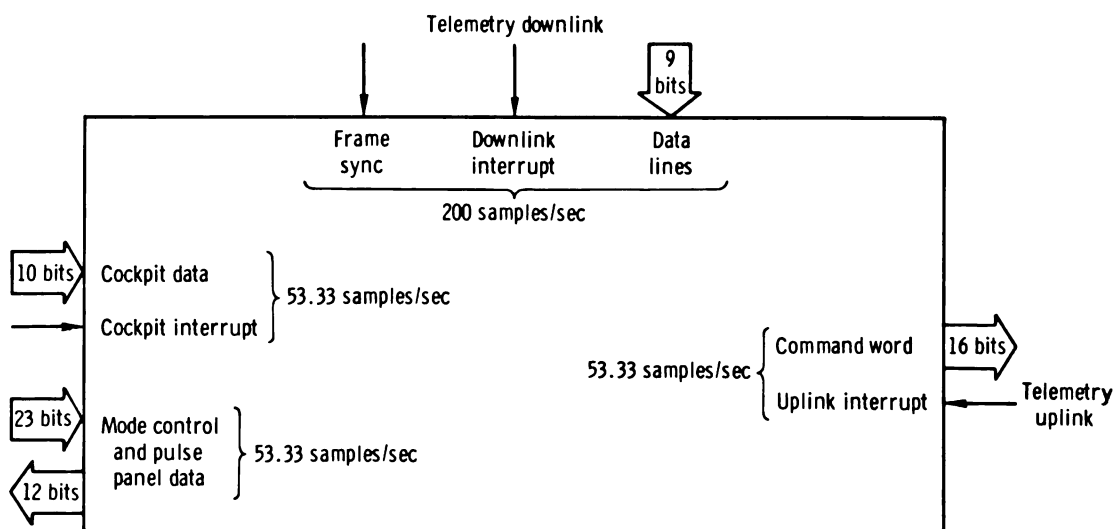 Telemetry downlink
9
bits
Frame
sync
Downlink
interrupt
Data
lines
200 samples/sec
10 bits
Cockpit data
53.33 samples/sec
Cockpit interrupt
Command word
16 bits
53.33 samples/sec
Uplink interrupt
Telemetry
uplink
23 bits
Mode control
and pulse
panel data
53.33 samples/sec
12 bits